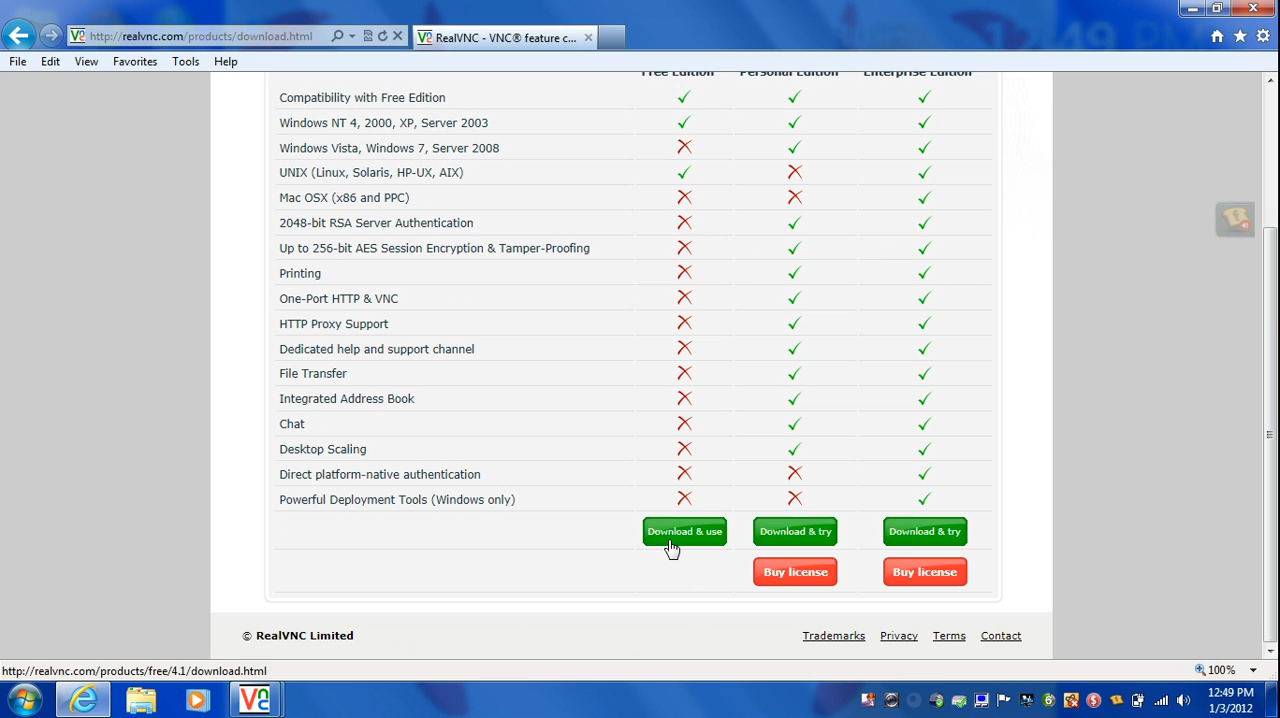 http://realvnc.com/products/download.html
RealVNC - VNC® feature c...
File Edit View Favorites Tools Help
Free Edition Personal Edition Enterprise Edition
Compatibility with Free Edition
Windows NT 4, 2000, XP, Server 2003
Windows Vista, Windows 7, Server 2008
UNIX (Linux, Solaris, HP-UX, AIX)
Mac OSX (x86 and PPC)
2048-bit RSA Server Authentication
Up to 256-bit AES Session Encryption & Tamper-Proofing
Printing
One-Port HTTP & VNC
HTTP Proxy Support
Dedicated help and support channel
File Transfer
Integrated Address Book
Chat
Desktop Scaling
Direct platform-native authentication
Powerful Deployment Tools (Windows only)
Download & use Download & try Download & try
Buy license Buy license
© RealVNC Limited Trademarks Privacy Terms Contact
http://realvnc.com/products/free/4.1/download.html 100%
12:49 PM
1/3/2012